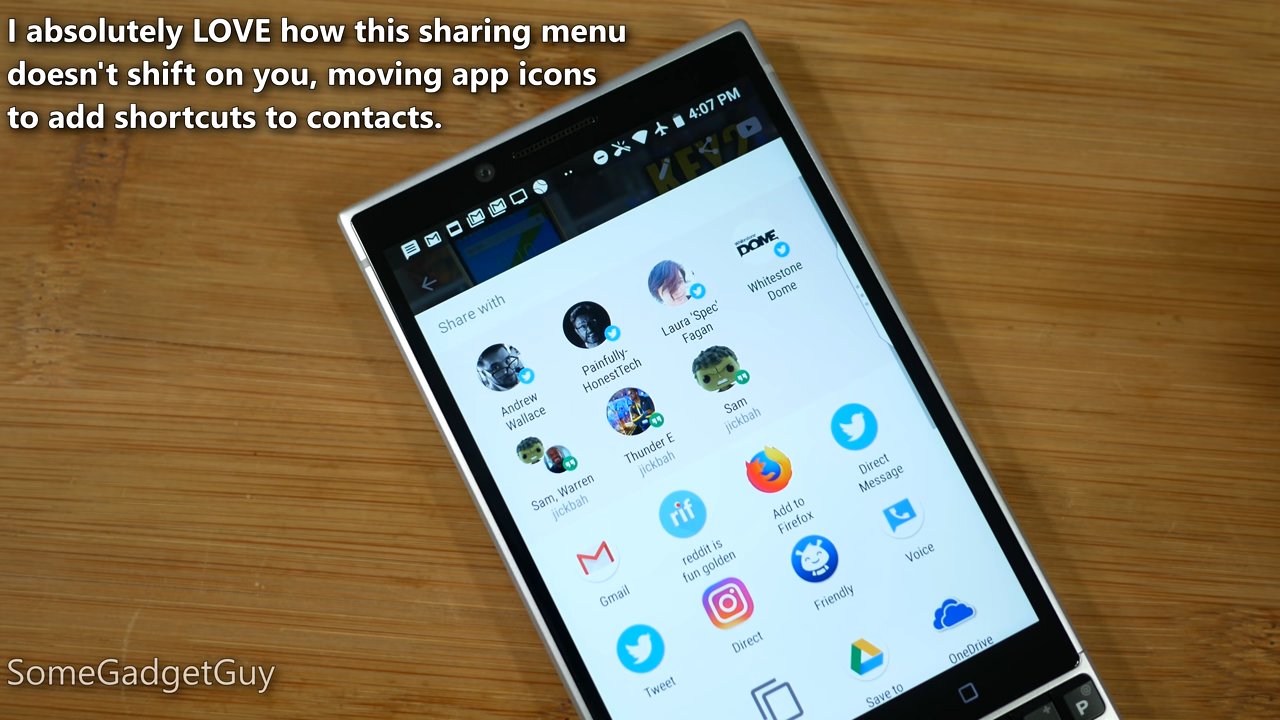 I absolutely LOVE how this sharing menu
doesn't shift on you, moving app icons
to add shortcuts to contacts.
4:07 PM
KEY2
Share with
Andrew
Wallace
Painfully-
HonestTech
Laura 'Spec'
Fagan
Whitestone
Dome
DOME
Sam, Warren
jickbah
Thunder E
jickbah
Sam
jickbah
Gmail
rif
reddit is
fun golden
Add to
Firefox
Direct
Message
Tweet
Direct
Friendly
Voice
Save to
OneDrive
P
SomeGadgetGuy